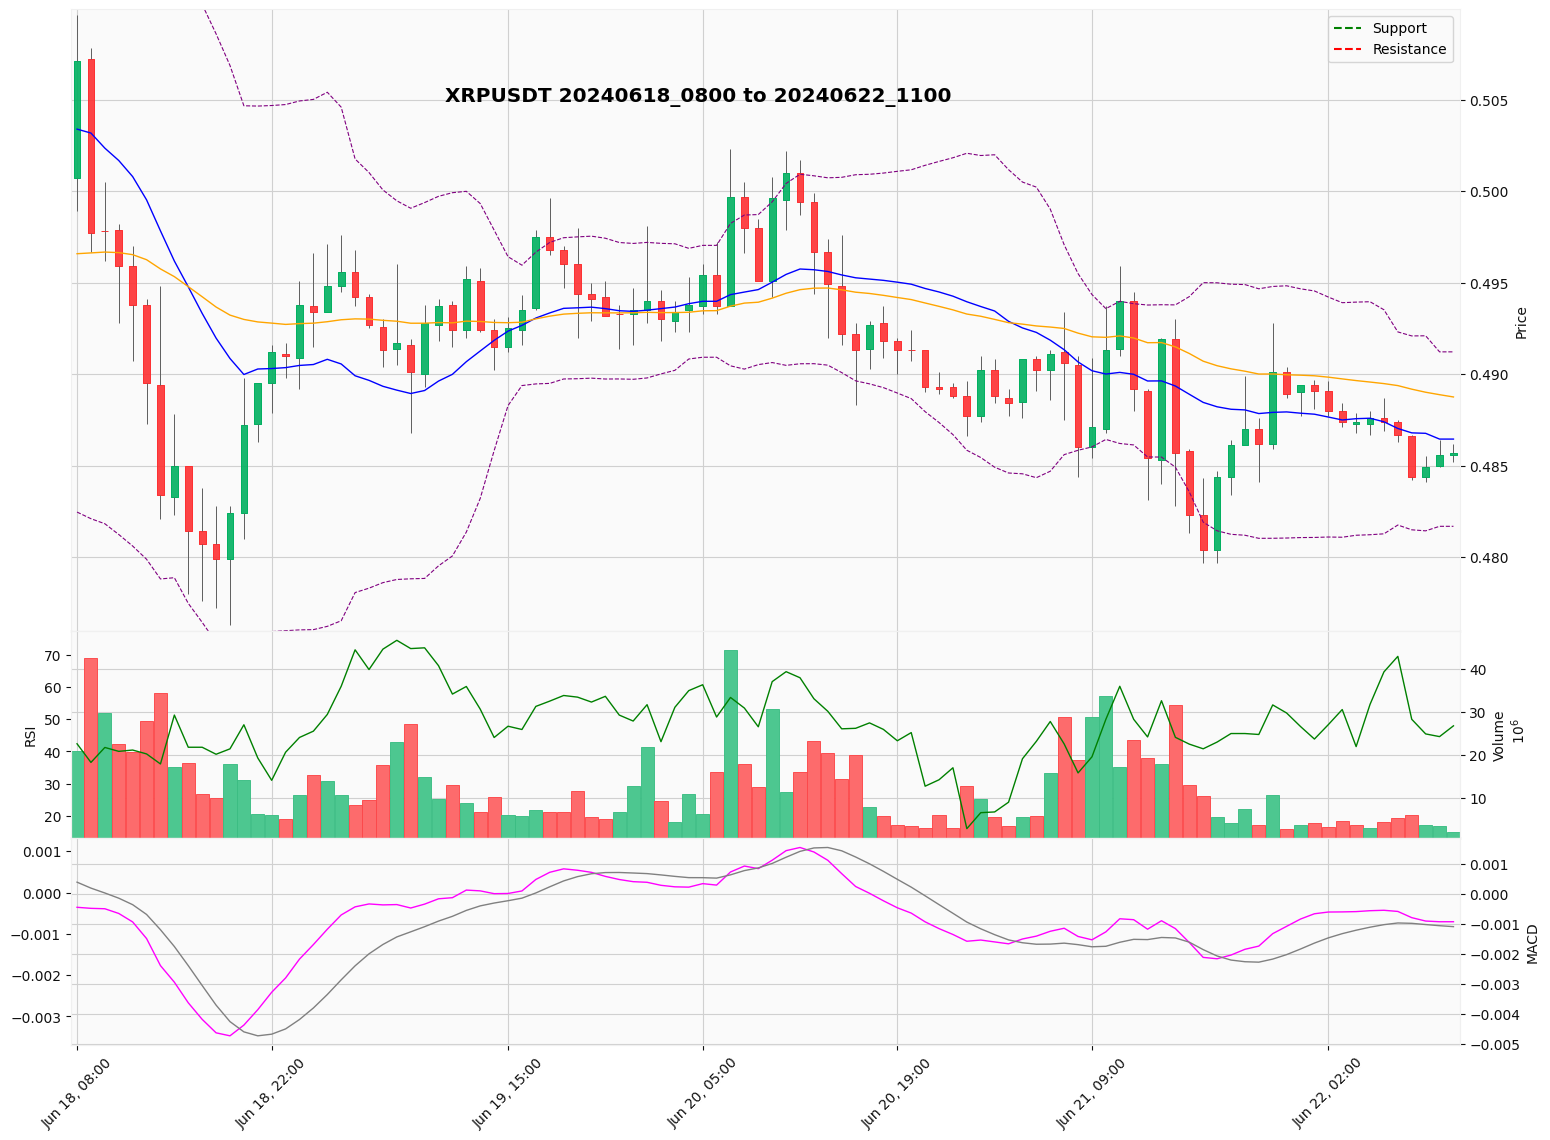 XRPUSDT 20240618_0800 to 20240622_1100
Support
Resistance
0.505
0.500
0.495
0.490
0.485
0.480
Price
70
60
50
40
30
20
RSI
40
30
20
10
Volume
10^6
0.001
0.000
−0.001
−0.002
−0.003
0.001
0.000
−0.001
−0.002
−0.003
−0.004
−0.005
MACD
Jun 18, 08:00
Jun 18, 22:00
Jun 19, 15:00
Jun 20, 05:00
Jun 20, 19:00
Jun 21, 09:00
Jun 22, 02:00